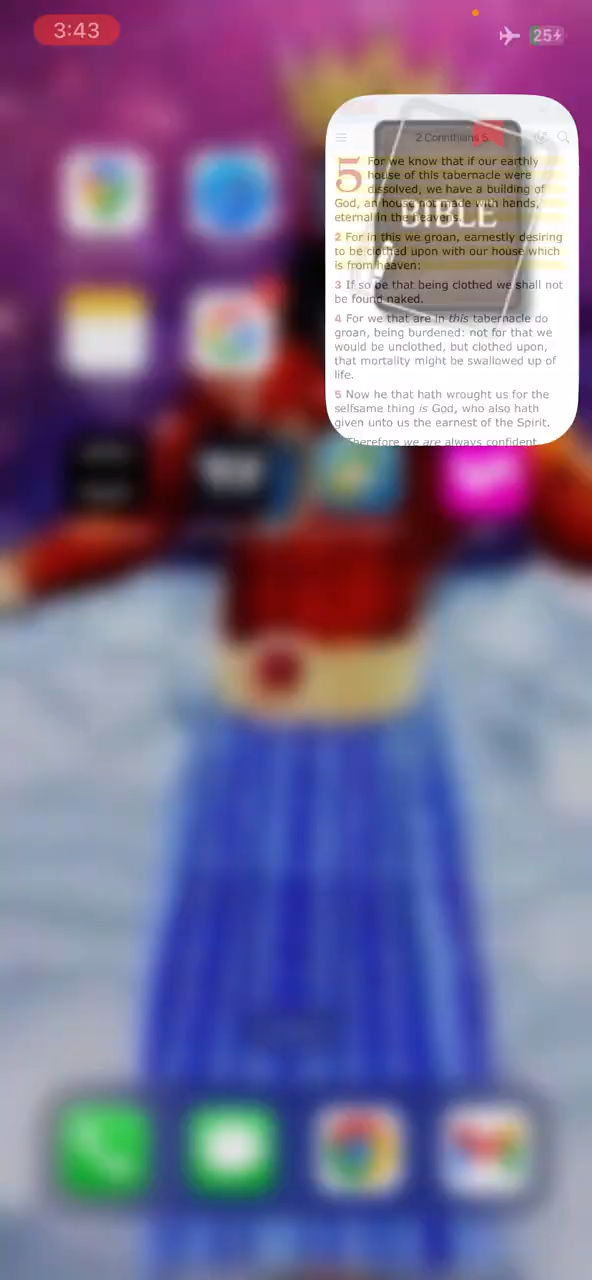 3:43
25
2 Corinthians 5
BIBLE
5 For we know that if our earthly
house of this tabernacle were
dissolved, we have a building of
God, an house not made with hands,
eternal in the heavens.
2 For in this we groan, earnestly desiring
to be clothed upon with our house which
is from heaven:
3 If so be that being clothed we shall not
be found naked.
4 For we that are in this tabernacle do
groan, being burdened: not for that we
would be unclothed, but clothed upon,
that mortality might be swallowed up of
life.
5 Now he that hath wrought us for the
selfsame thing is God, who also hath
given unto us the earnest of the Spirit.
Therefore we are always confident